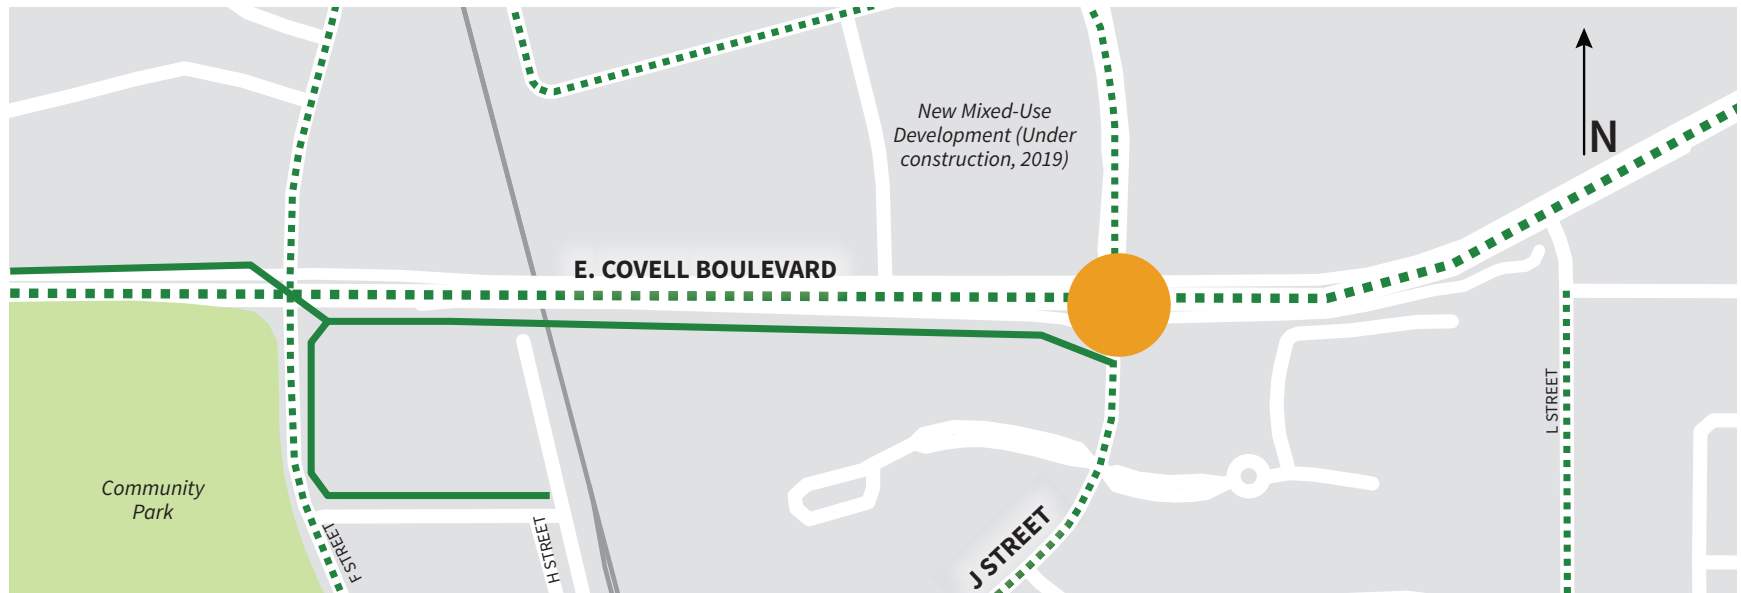 New Mixed-Use
Development (Under
construction, 2019)
N
E. COVELL BOULEVARD
L STREET
Community
Park
F STREET
H STREET
J STREET